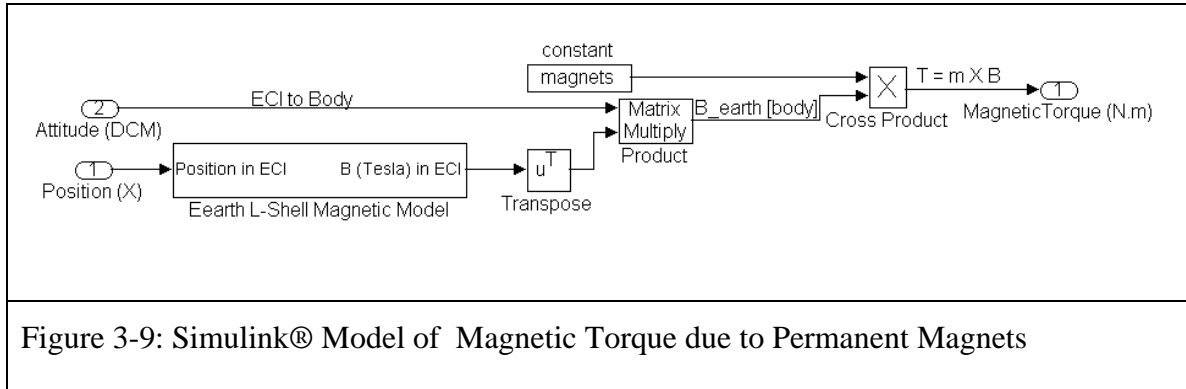 constant
magnets
T = m X B
X
1
MagneticTorque (N.m)
Cross Product
ECI to Body
2
Attitude (DCM)
Matrix
Multiply
B_earth [body]
Product
1
Position (X)
Position in ECI
B (Tesla) in ECI
Eearth L-Shell Magnetic Model
uT
Transpose
Figure 3-9: Simulink® Model of Magnetic Torque due to Permanent Magnets